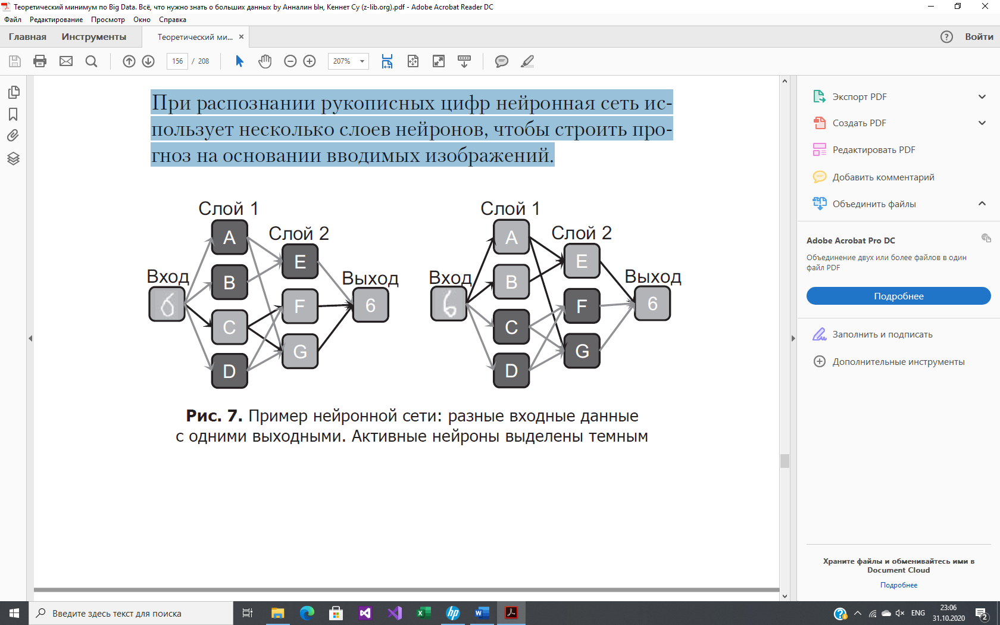 Теоретический минимум по Big Data. Всё, что нужно знать о больших данных by Анналин Ын, Кеннет Су (z-lib.org).pdf - Adobe Acrobat Reader DC
Файл Редактирование Просмотр Окно Справка
Главная Инструменты Теоретический ми... × Войти
156 / 208 207%
При распознании рукописных цифр нейронная сеть ис-
пользует несколько слоев нейронов, чтобы строить про-
гноз на основании вводимых изображений.
Слой 1
Слой 2
Вход
Выход
A
B
C
D
E
F
G
6
6
Слой 1
Слой 2
Вход
Выход
A
B
C
D
E
F
G
6
6
Рис. 7. Пример нейронной сети: разные входные данные
с одними выходными. Активные нейроны выделены темным
Экспорт PDF
Создать PDF
Редактировать PDF
Добавить комментарий
Объединить файлы
Adobe Acrobat Pro DC
Объединение двух или более файлов в один
файл PDF
Подробнее
Заполнить и подписать
Дополнительные инструменты
Храните файлы и обменивайтесь ими в
Document Cloud
Подробнее
Введите здесь текст для поиска
hp
ENG
23:06
31.10.2020
2